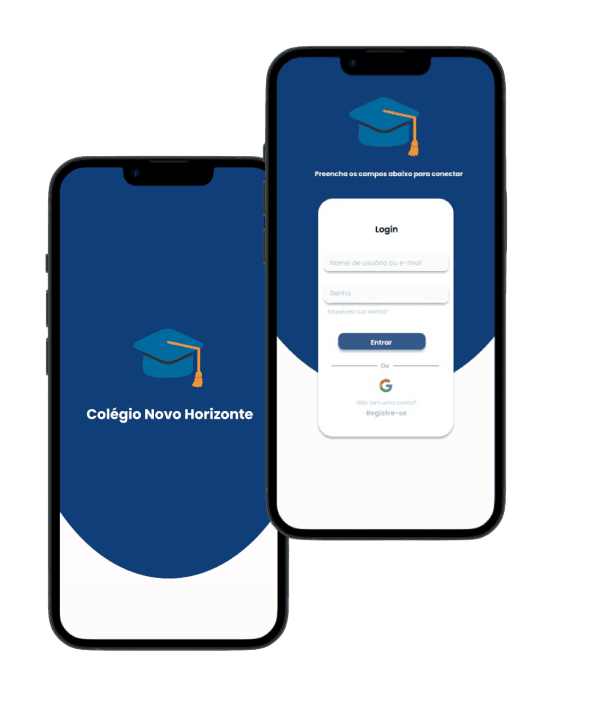 Colégio Novo Horizonte
Preencha os campos abaixo para conectar
Login
Nome de usuário ou e-mail
Senha
Esqueceu sua senha?
Entrar
Ou
Não tem uma conta?
Registre-se